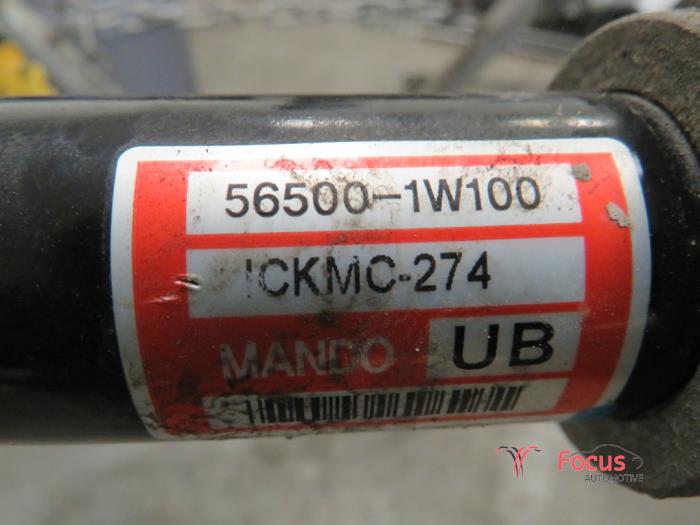 56500-1W100
ICKMC-274
MANDO
UB
Focus
AUTOMOTIVE